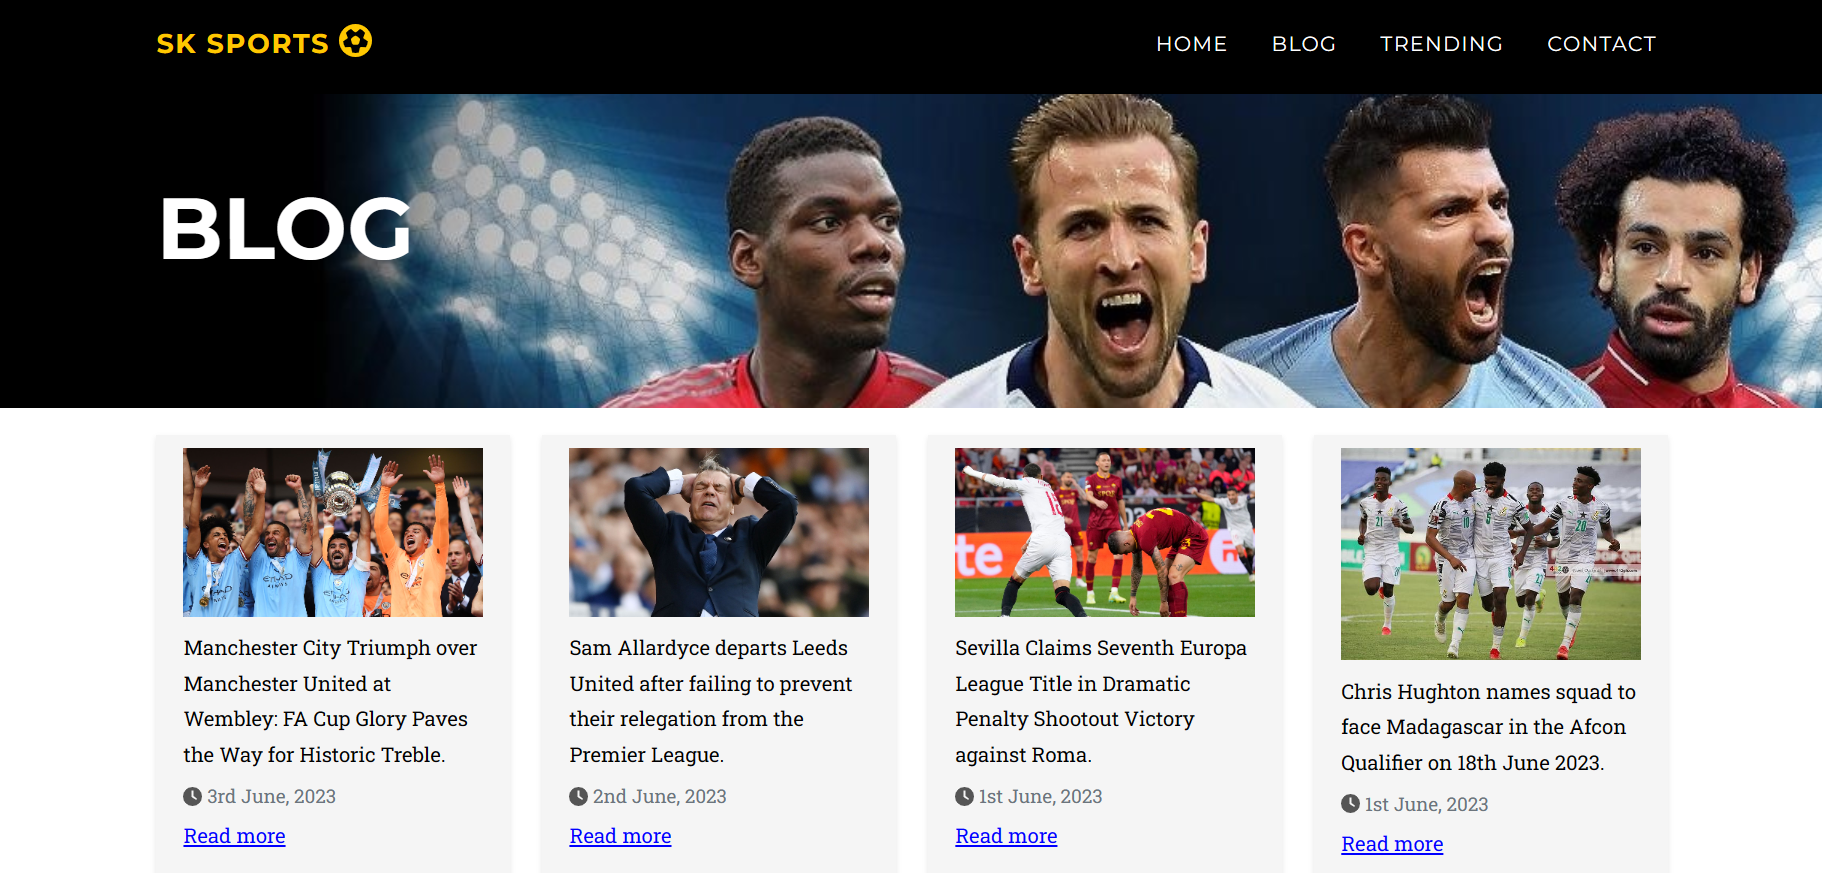 SK SPORTS
HOME BLOG TRENDING CONTACT
BLOG
Manchester City Triumph over
Manchester United at
Wembley: FA Cup Glory Paves
the Way for Historic Treble.
3rd June, 2023
Read more
Sam Allardyce departs Leeds
United after failing to prevent
their relegation from the
Premier League.
2nd June, 2023
Read more
Sevilla Claims Seventh Europa
League Title in Dramatic
Penalty Shootout Victory
against Roma.
1st June, 2023
Read more
Chris Hughton names squad to
face Madagascar in the Afcon
Qualifier on 18th June 2023.
1st June, 2023
Read more